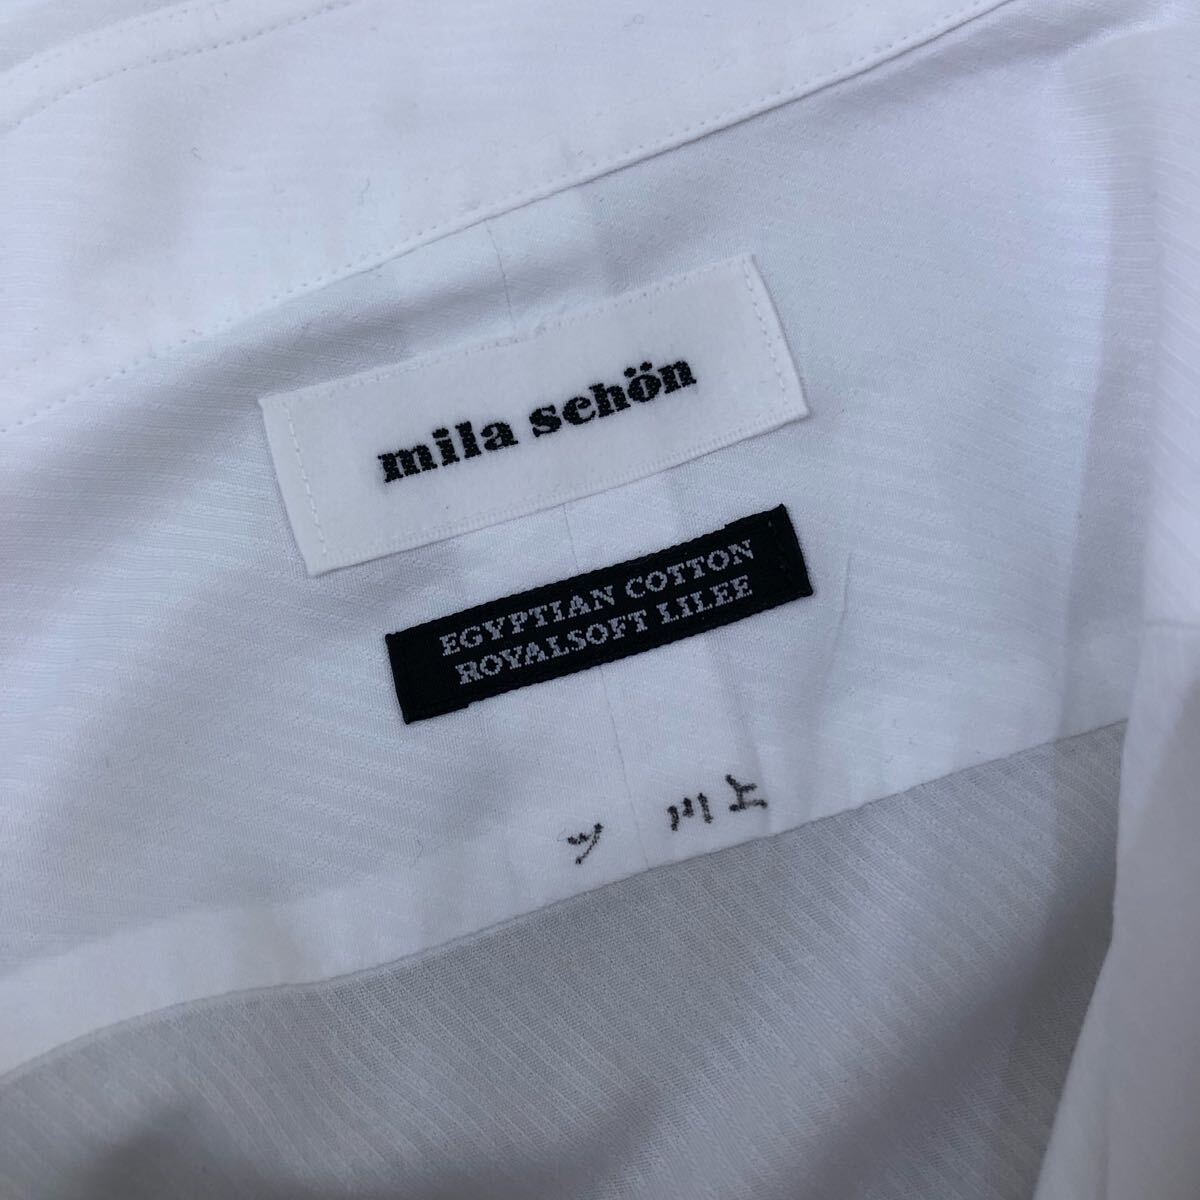 mila schön
EGYPTIAN COTTON
ROYALSOFT LILEE
ツ 川上